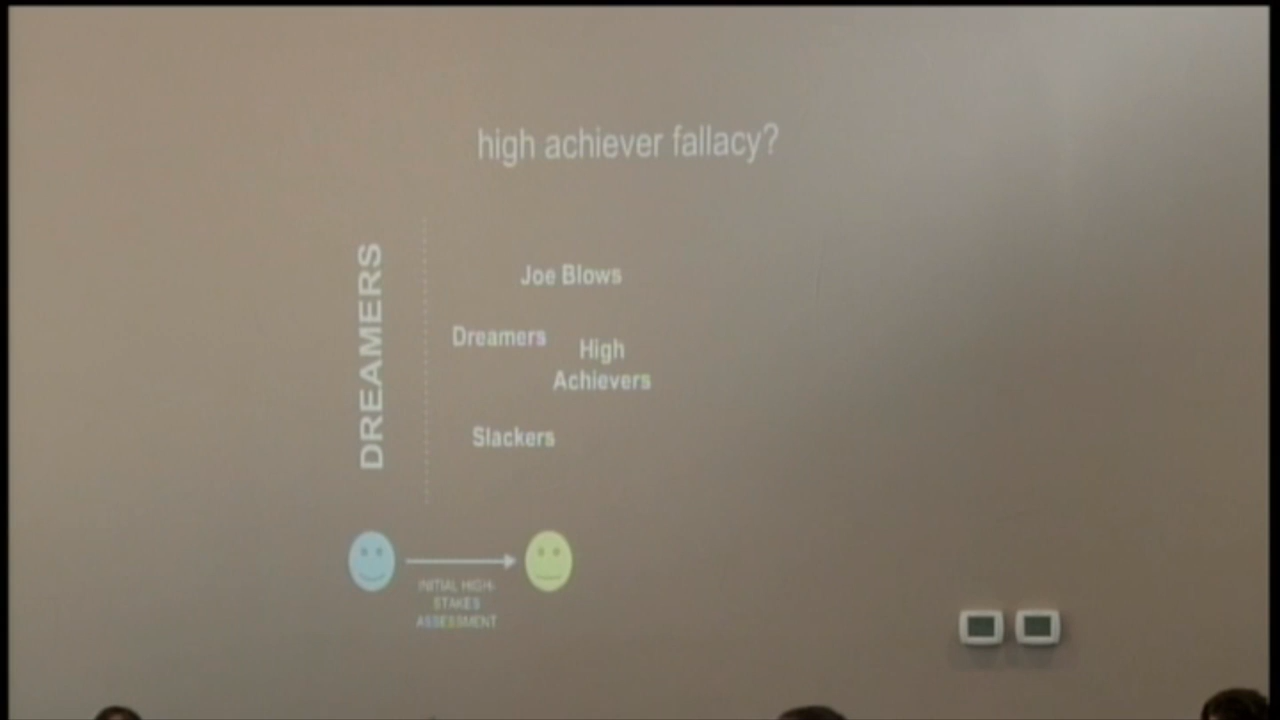 high achiever fallacy?
DREAMERS
Joe Blows
Dreamers
High
Achievers
Slackers
INITIAL HIGH-
STAKES
ASSESSMENT